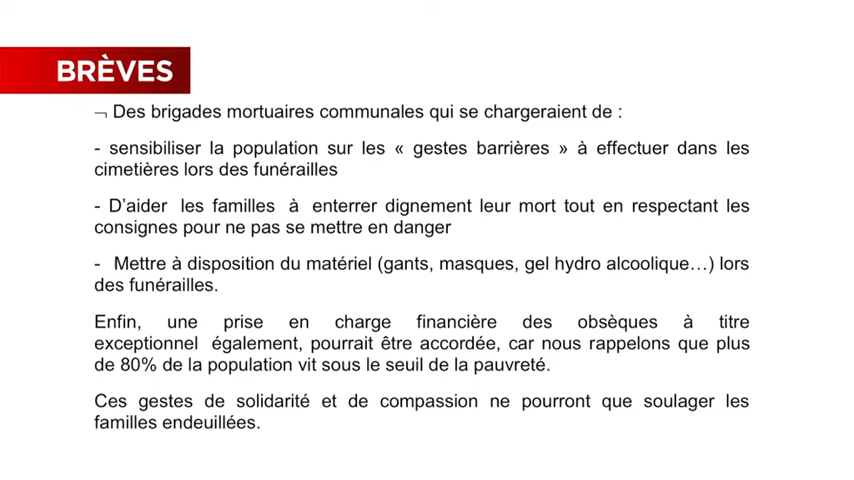 BRÈVES
¬ Des brigades mortuaires communales qui se chargeraient de :
- sensibiliser la population sur les « gestes barrières » à effectuer dans les
cimetières lors des funérailles
- D’aider les familles à enterrer dignement leur mort tout en respectant les
consignes pour ne pas se mettre en danger
- Mettre à disposition du matériel (gants, masques, gel hydro alcoolique…) lors
des funérailles.
Enfin, une prise en charge financière des obsèques à titre
exceptionnel également, pourrait être accordée, car nous rappelons que plus
de 80% de la population vit sous le seuil de la pauvreté.
Ces gestes de solidarité et de compassion ne pourront que soulager les
familles endeuillées.